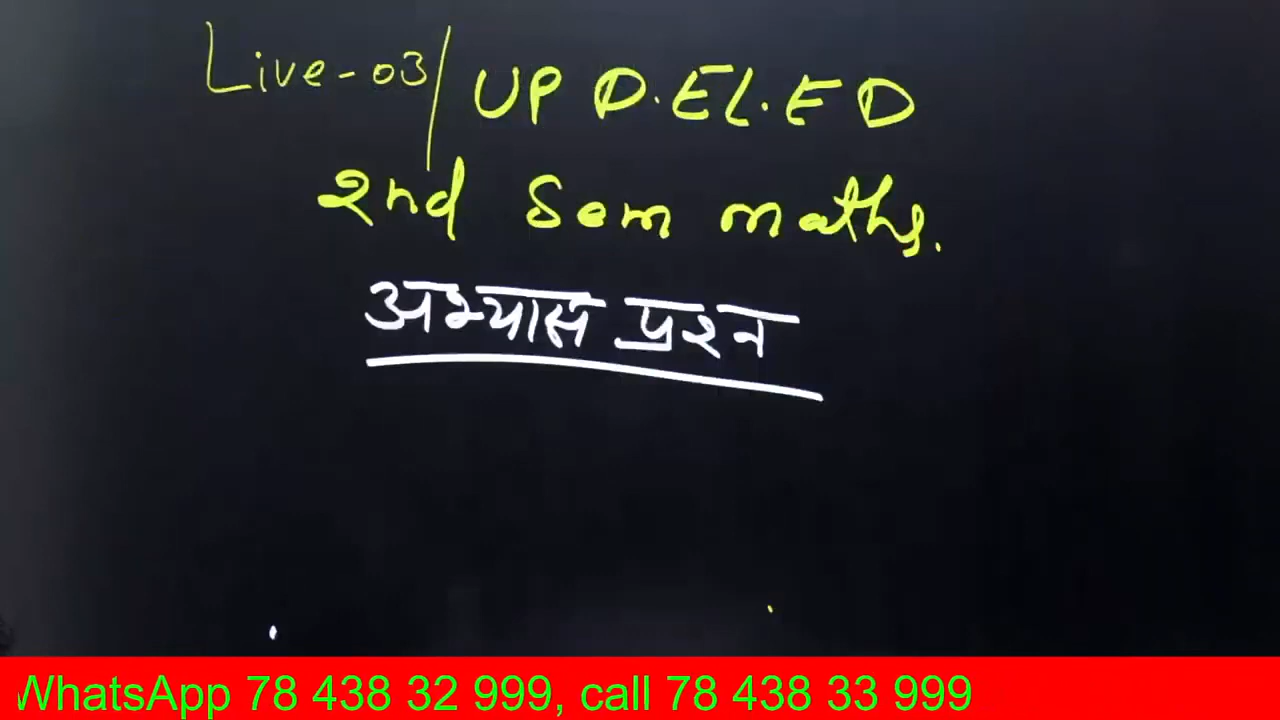 Live-03/ UP D.EL.ED
2nd Sem maths.
अभ्यास प्रश्न
WhatsApp 78 438 32 999, call 78 438 33 999